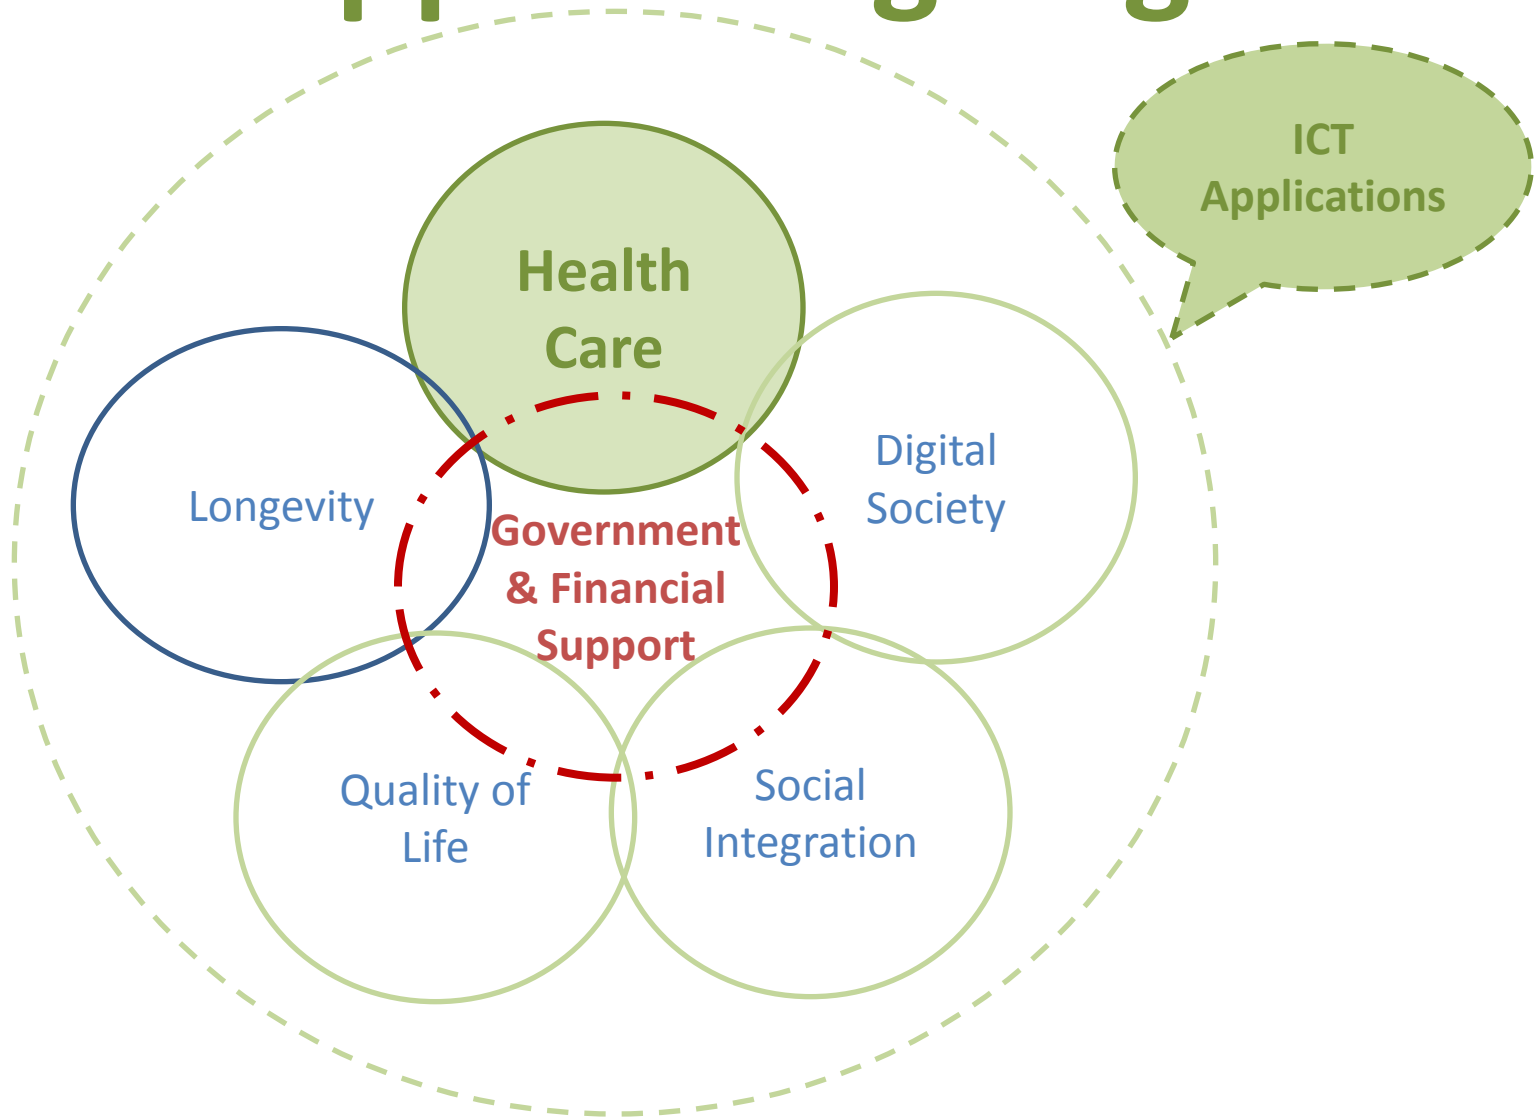 ICT
Applications
Health
Care
Digital
Society
Longevity
Government
& Financial
Support
Quality of
Life
Social
Integration